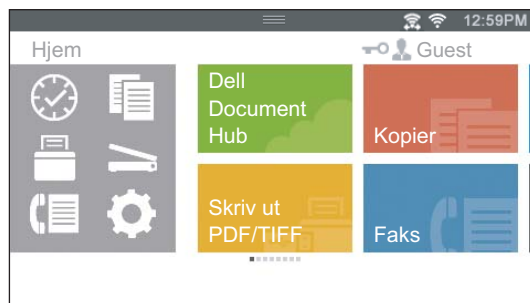 12:59PM
Hjem
Guest
Dell
Document
Hub
Kopier
Skriv ut
PDF/TIFF
Faks